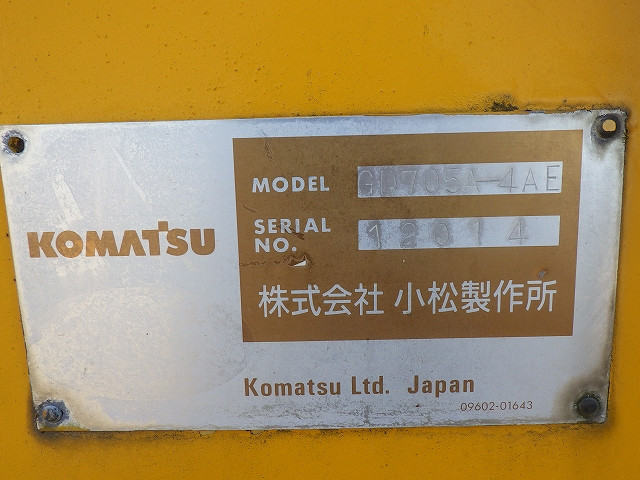 KOMATSU
MODEL GD705A-4AE
SERIAL NO. 12014
株式会社 小松製作所
Komatsu Ltd. Japan
09602-01643